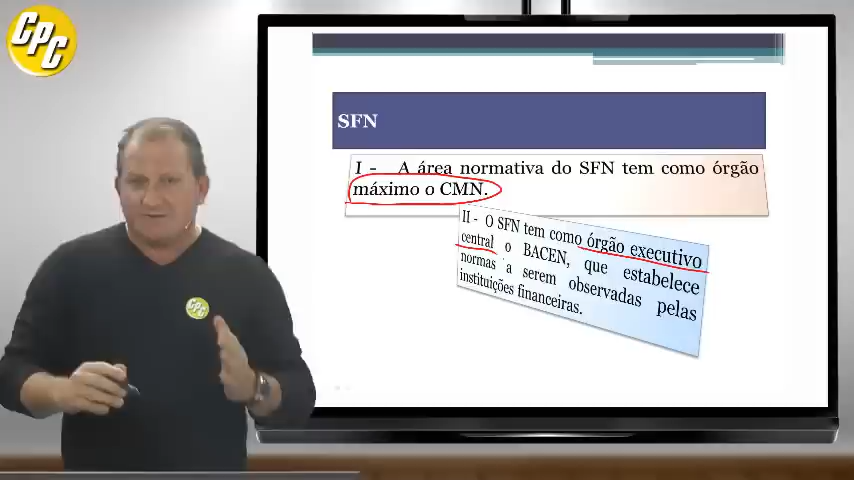 CPC
SFN
I - A área normativa do SFN tem como órgão
máximo o CMN.
II - O SFN tem como órgão executivo
central o BACEN, que estabelece
normas a serem observadas pelas
instituições financeiras.
CPC